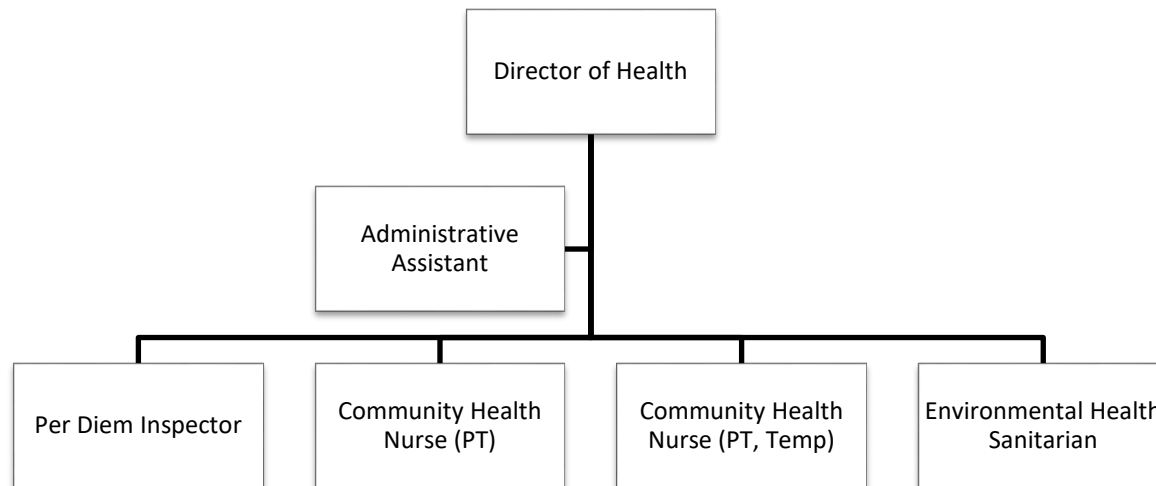 Director of Health
Administrative
Assistant
Per Diem Inspector
Community Health
Nurse (PT)
Community Health
Nurse (PT, Temp)
Environmental Health
Sanitarian